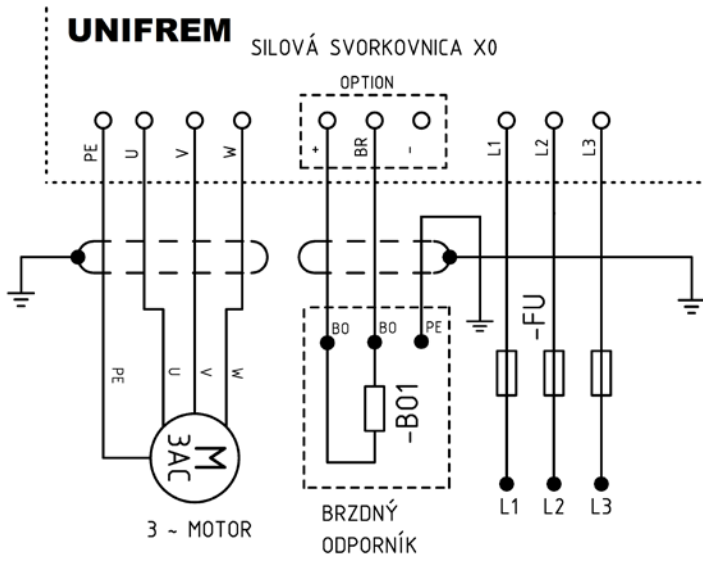 UNIFREM
SILOVÁ SVORKOVNICA X0
OPTION
PE U V W + BR - L1 L2 L3
-FU
BO BO PE
PE U V W
-B01
M
3AC
L1 L2 L3
3 ~ MOTOR
BRZDNÝ
ODPORNÍK